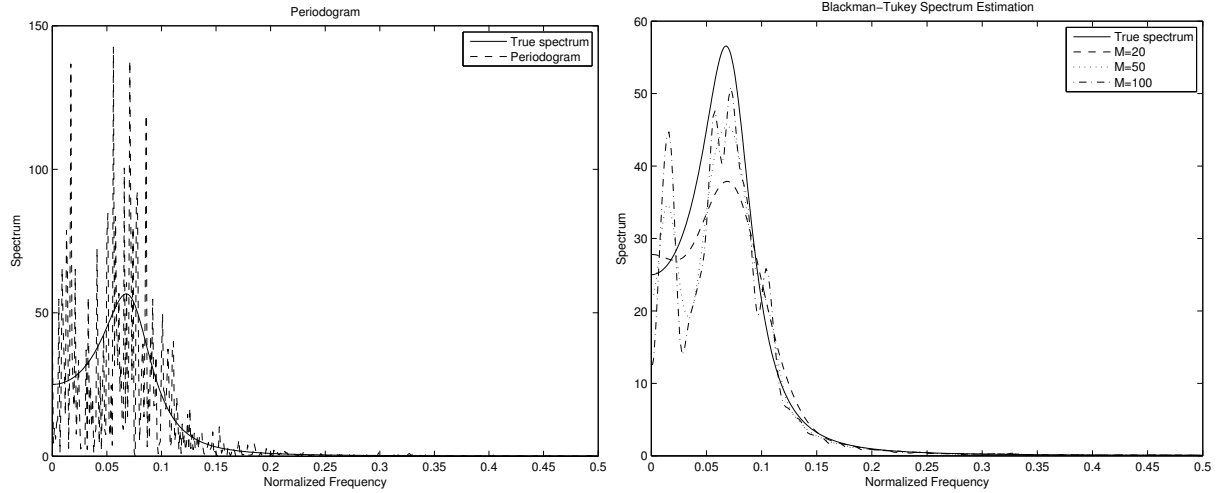 Periodogram
150
100
50
0
Spectrum
True spectrum
Periodogram
0 0.05 0.1 0.15 0.2 0.25 0.3 0.35 0.4 0.45 0.5
Normalized Frequency
Blackman−Tukey Spectrum Estimation
60
50
40
30
20
10
0
Spectrum
True spectrum
M=20
M=50
M=100
0 0.05 0.1 0.15 0.2 0.25 0.3 0.35 0.4 0.45 0.5
Normalized Frequency